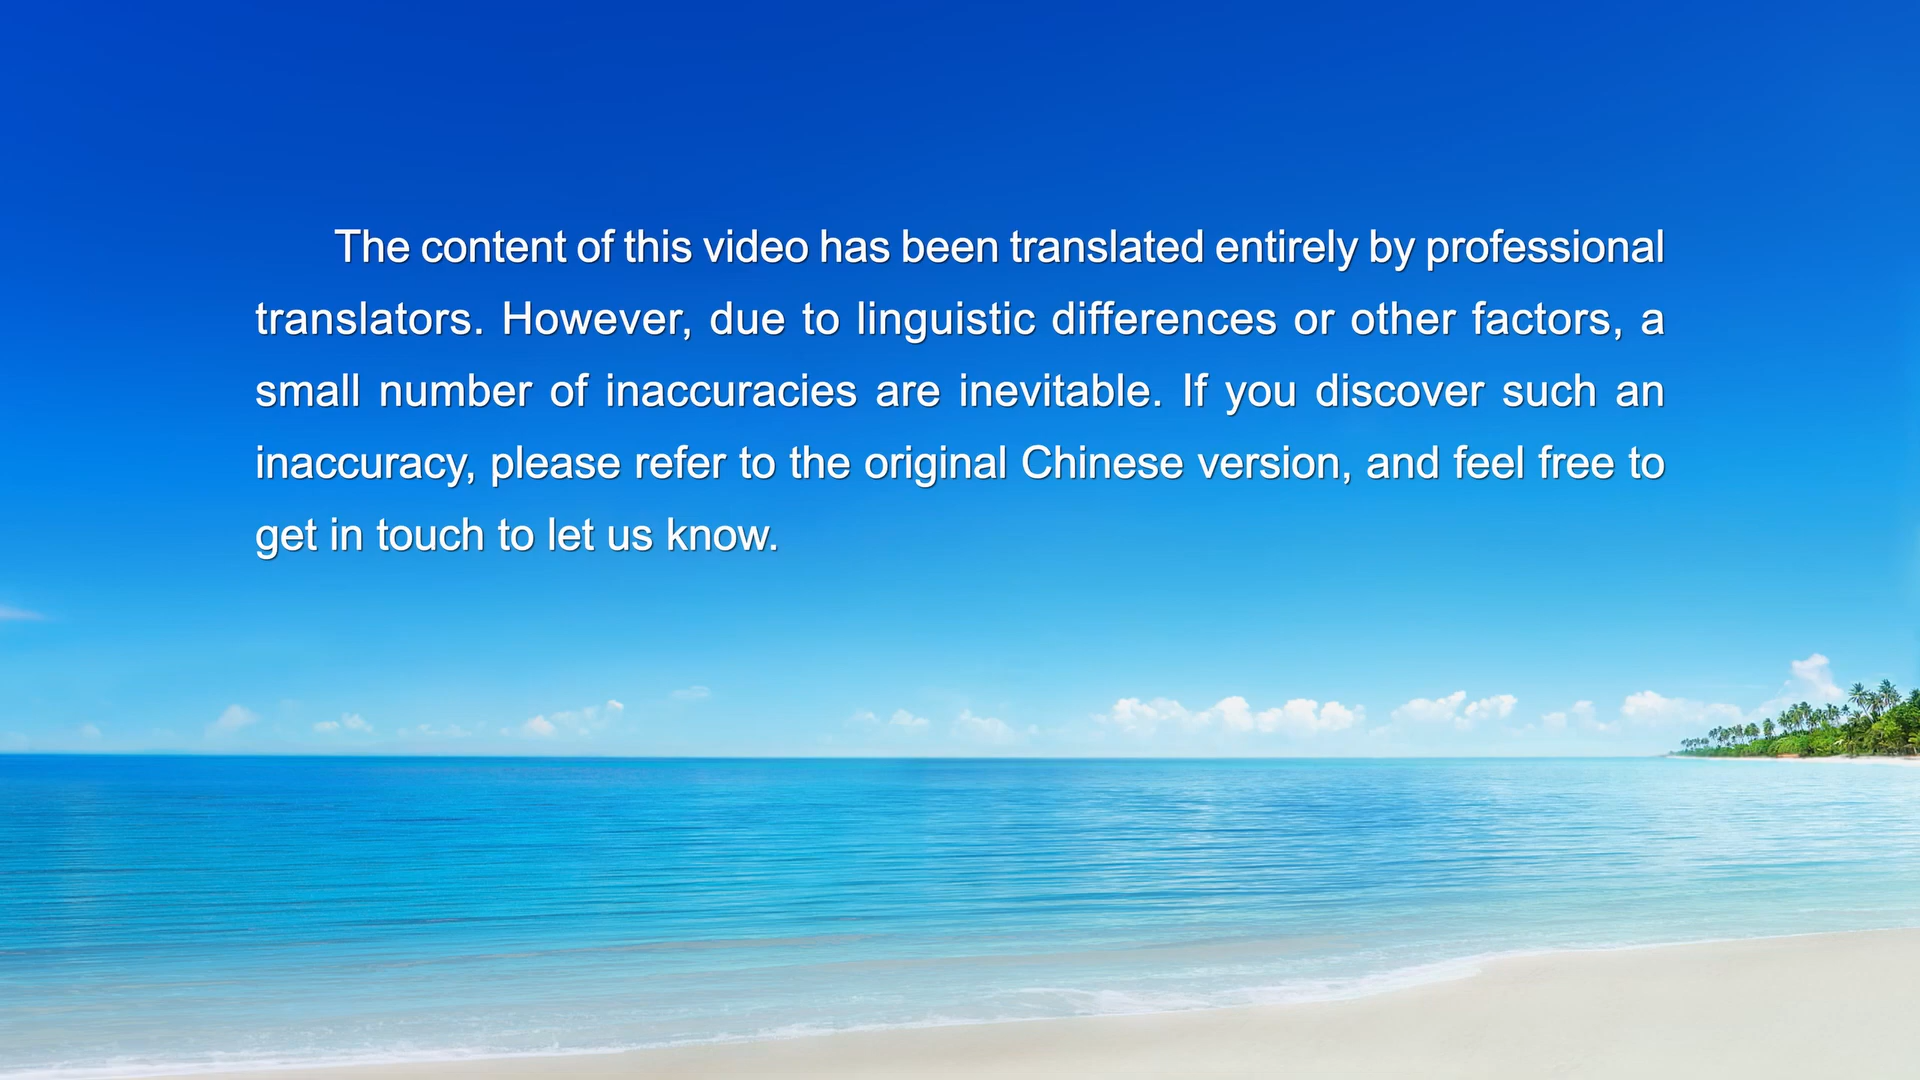 The content of this video has been translated entirely by professional
translators. However, due to linguistic differences or other factors, a
small number of inaccuracies are inevitable. If you discover such an
inaccuracy, please refer to the original Chinese version, and feel free to
get in touch to let us know.